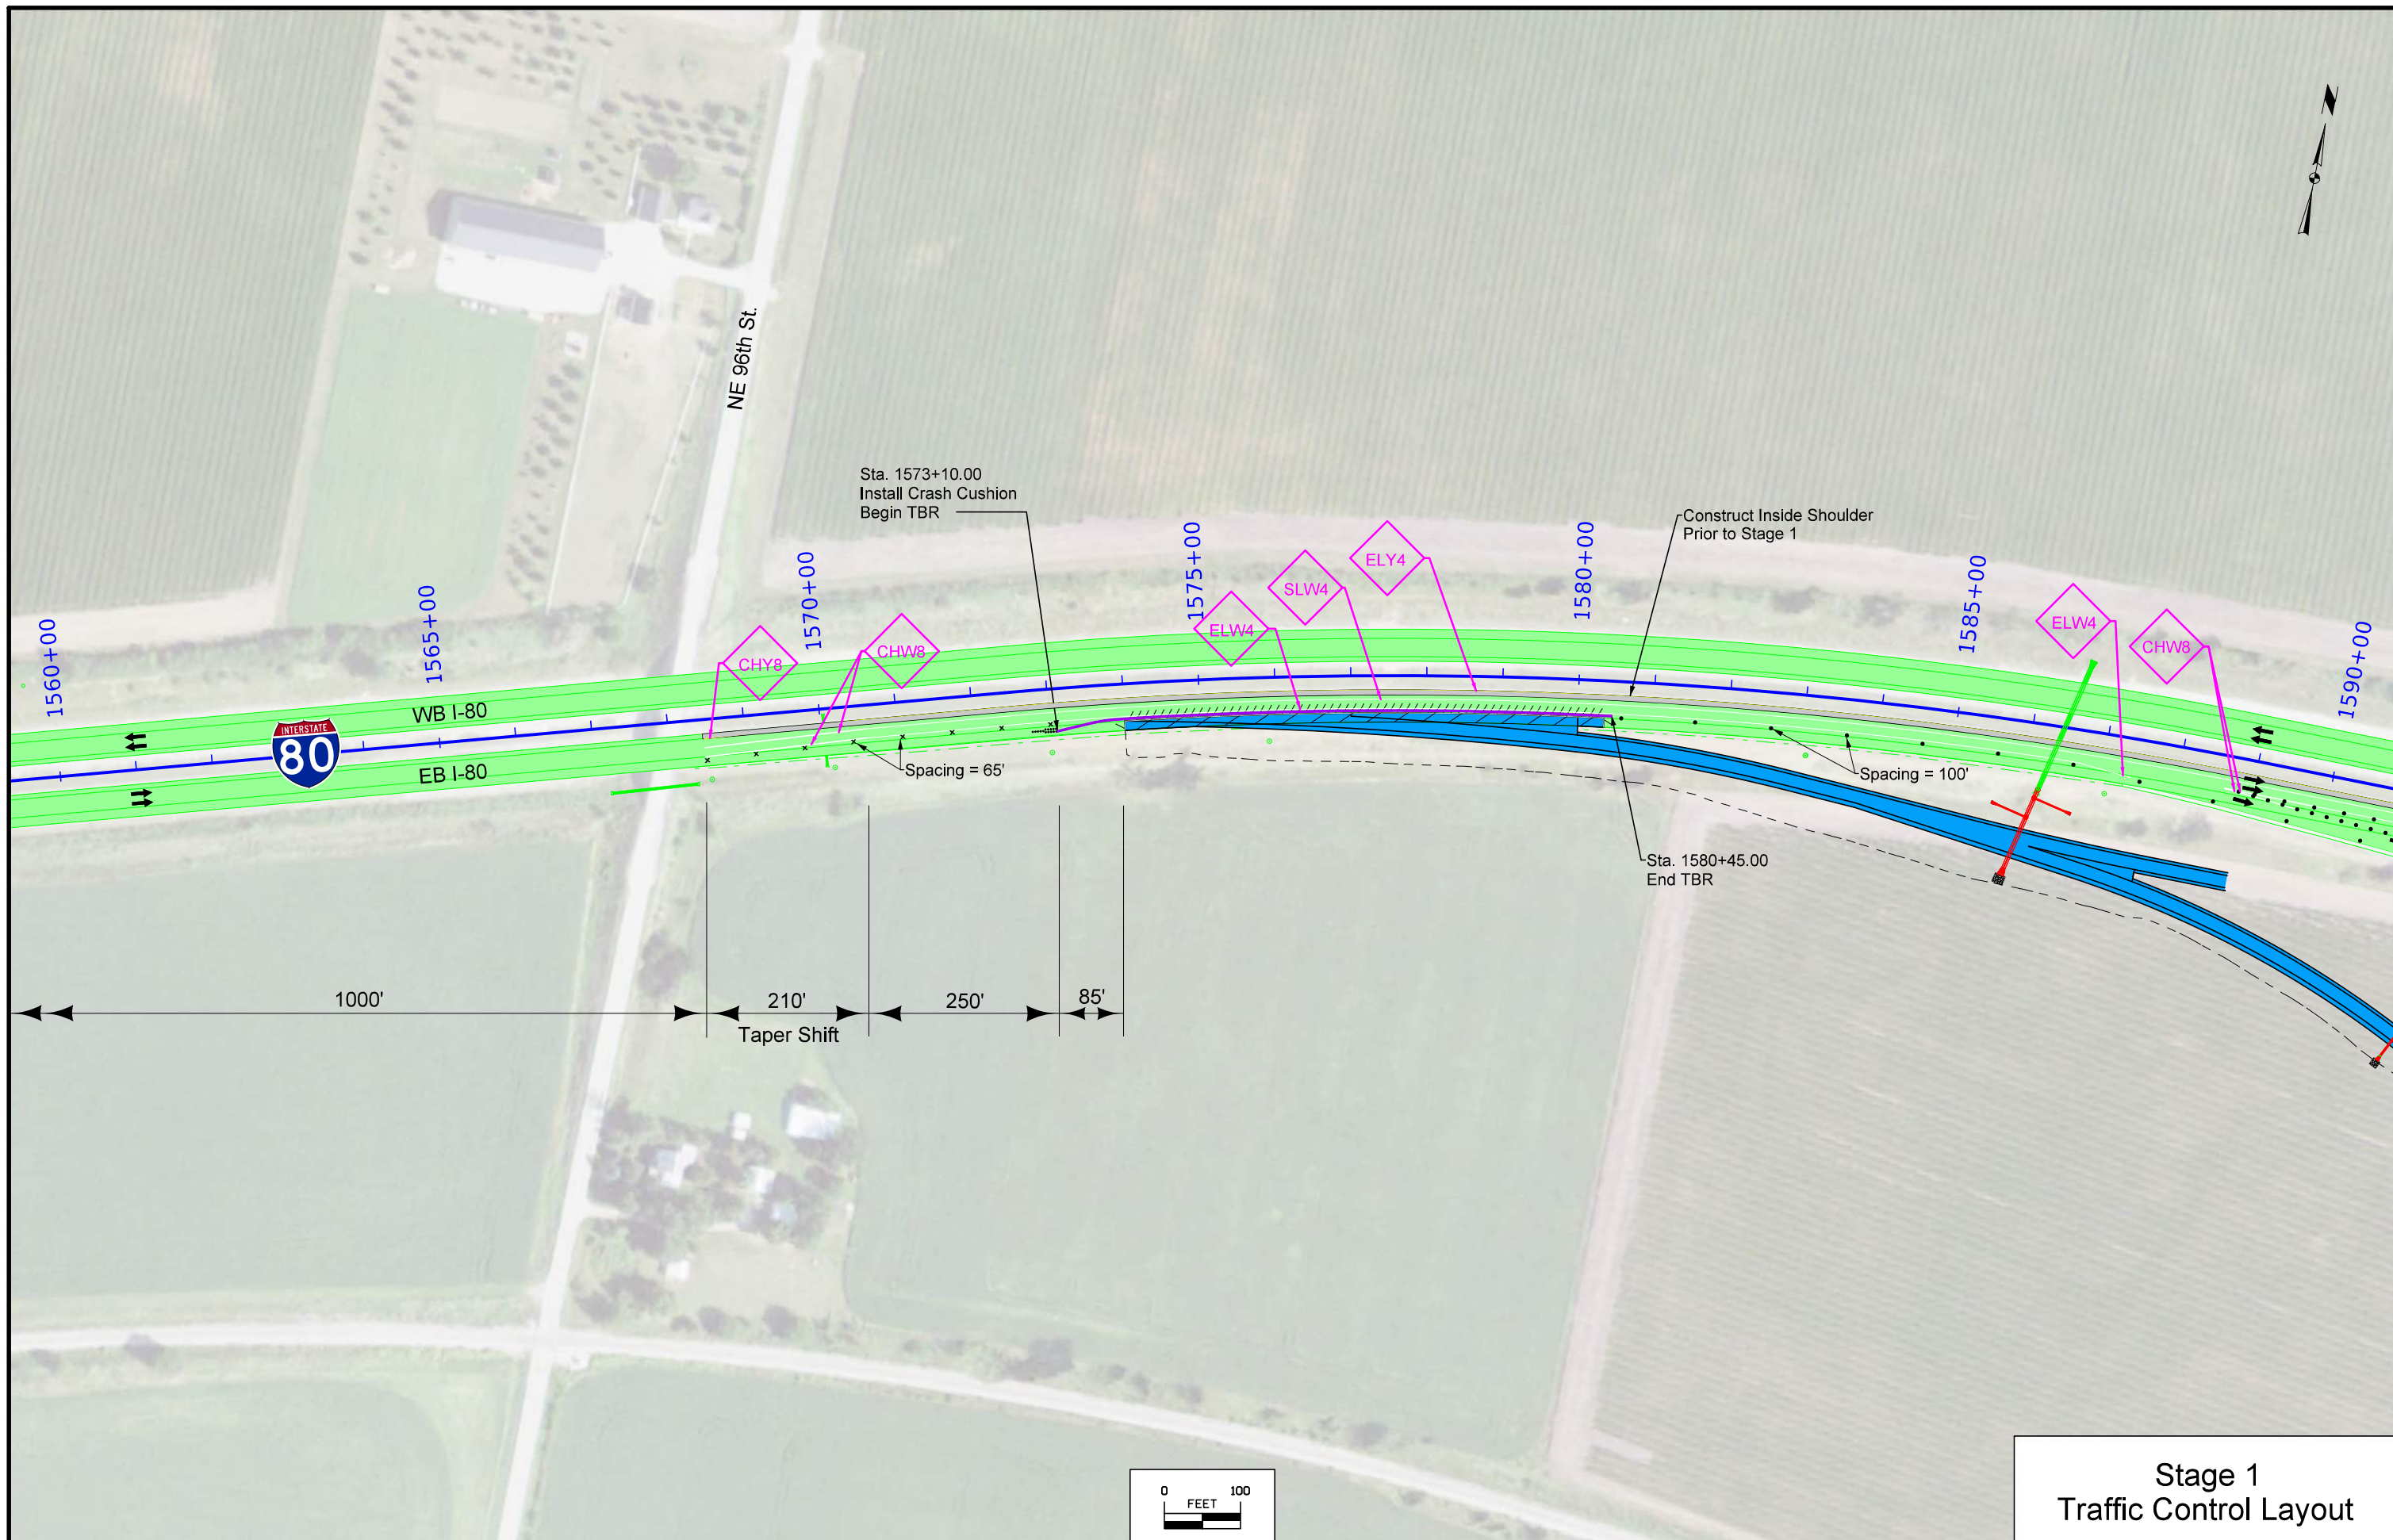 NE 96th St.
Sta. 1573+10.00
Install Crash Cushion
Begin TBR
Construct Inside Shoulder
Prior to Stage 1
1560+00
1565+00
1570+00
1575+00
1580+00
1585+00
1590+00
CHY8
CHW8
ELW4
SLW4
ELY4
ELW4
CHW8
WB I-80
INTERSTATE
80
EB I-80
Spacing = 65'
Spacing = 100'
Sta. 1580+45.00
End TBR
1000'
210'
250'
85'
Taper Shift
0 100
FEET
Stage 1
Traffic Control Layout
N